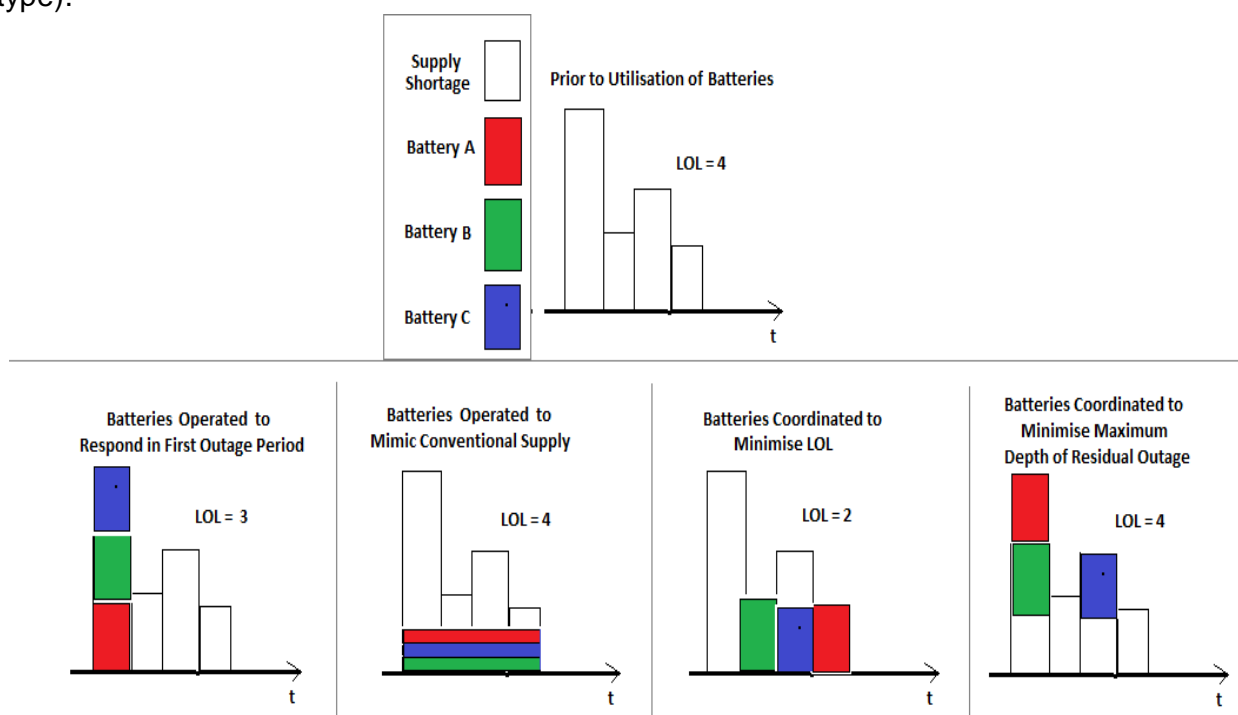 type).
Supply
Shortage
Battery A
Battery B
Battery C
Prior to Utilisation of Batteries
LOL = 4
t
Batteries Operated to
Respond in First Outage Period
LOL = 3
t
Batteries Operated to
Mimic Conventional Supply
LOL = 4
t
Batteries Coordinated to
Minimise LOL
LOL = 2
t
Batteries Coordinated to
Minimise Maximum
Depth of Residual Outage
LOL = 4
t